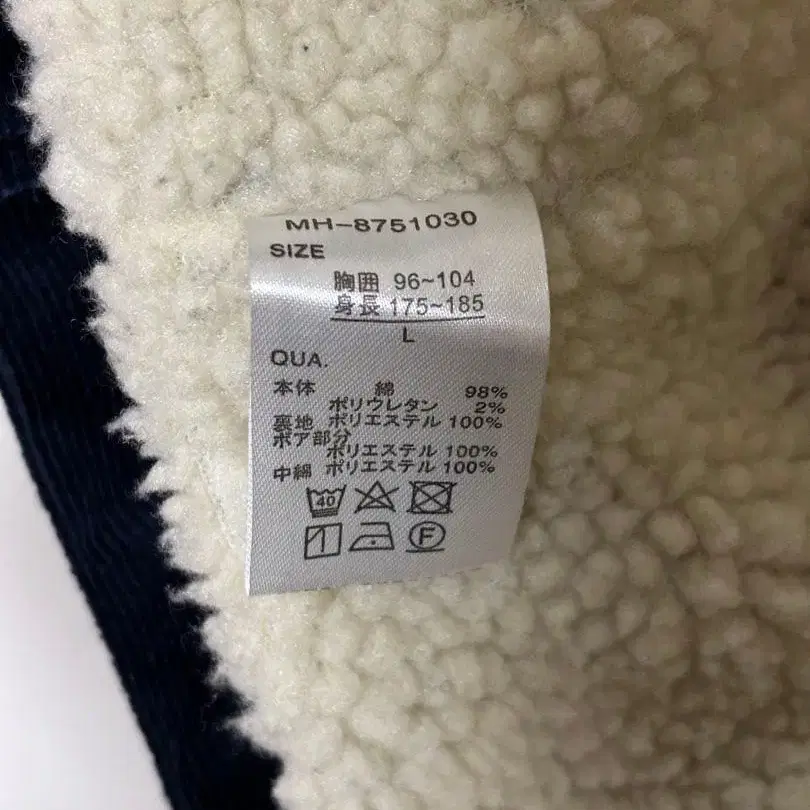 MH-8751030
SIZE
胸囲 96~104
身長 175~185
L
QUA.
本体 綿 98%
ポリウレタン 2%
裏地 ポリエステル 100%
ボア部分
ポリエステル 100%
中綿 ポリエステル 100%
40
F